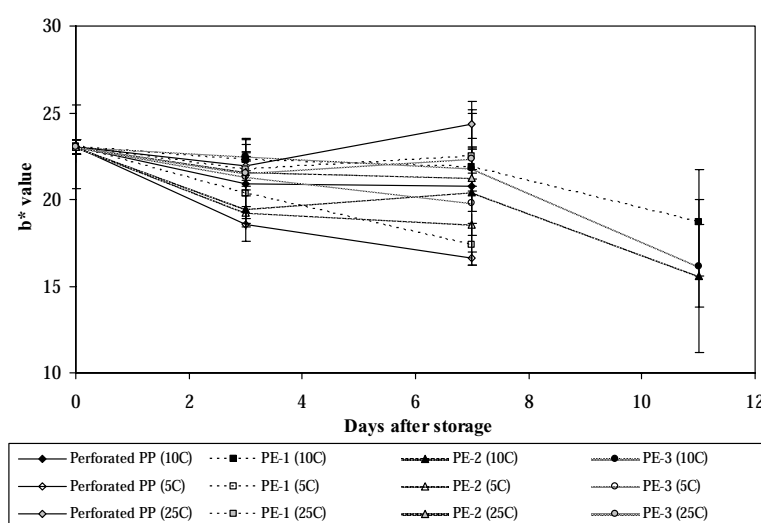 30
25
20
15
10
b* value
0 2 4 6 8 10 12
Days after storage
Perforated PP (10C) PE-1 (10C) PE-2 (10C) PE-3 (10C)
Perforated PP (5C) PE-1 (5C) PE-2 (5C) PE-3 (5C)
Perforated PP (25C) PE-1 (25C) PE-2 (25C) PE-3 (25C)